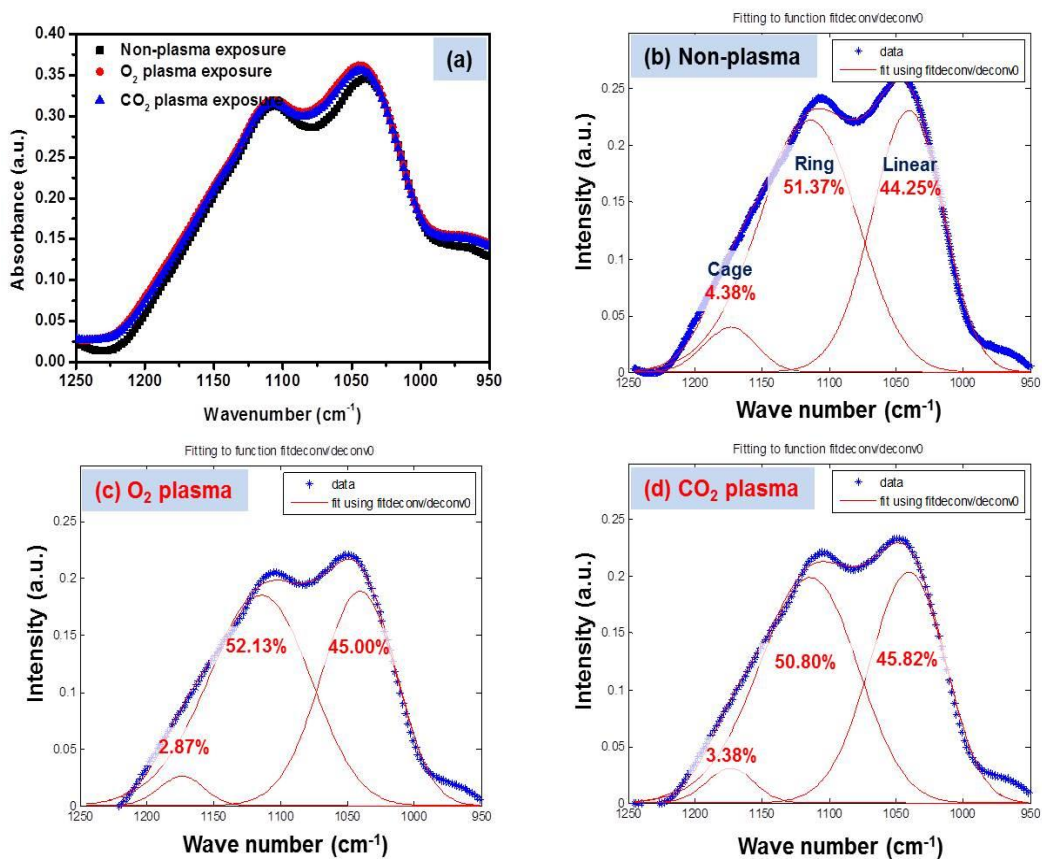 (a)
Non-plasma exposure
O2 plasma exposure
CO2 plasma exposure
0.40
0.35
0.30
0.25
0.20
0.15
0.10
0.05
0.00
Absorbance (a.u.)
1250 1200 1150 1100 1050 1000 950
Wavenumber (cm-1)
Fitting to function fitdeconv/deconv0
(b) Non-plasma
data
fit using fitdeconv/deconv0
Ring
51.37%
Linear
44.25%
Cage
4.38%
0.25
0.2
0.15
0.1
0.05
0
Intensity (a.u.)
1250 1200 1150 1100 1050 1000 950
Wave number (cm-1)
Fitting to function fitdeconv/deconv0
(c) O2 plasma
data
fit using fitdeconv/deconv0
52.13%
45.00%
2.87%
0.25
0.2
0.15
0.1
0.05
0
Intensity (a.u.)
1250 1200 1150 1100 1050 1000 950
Wave number (cm-1)
Fitting to function fitdeconv/deconv0
(d) CO2 plasma
data
fit using fitdeconv/deconv0
50.80%
45.82%
3.38%
0.25
0.2
0.15
0.1
0.05
0
Intensity (a.u.)
1250 1200 1150 1100 1050 1000 950
Wave number (cm-1)